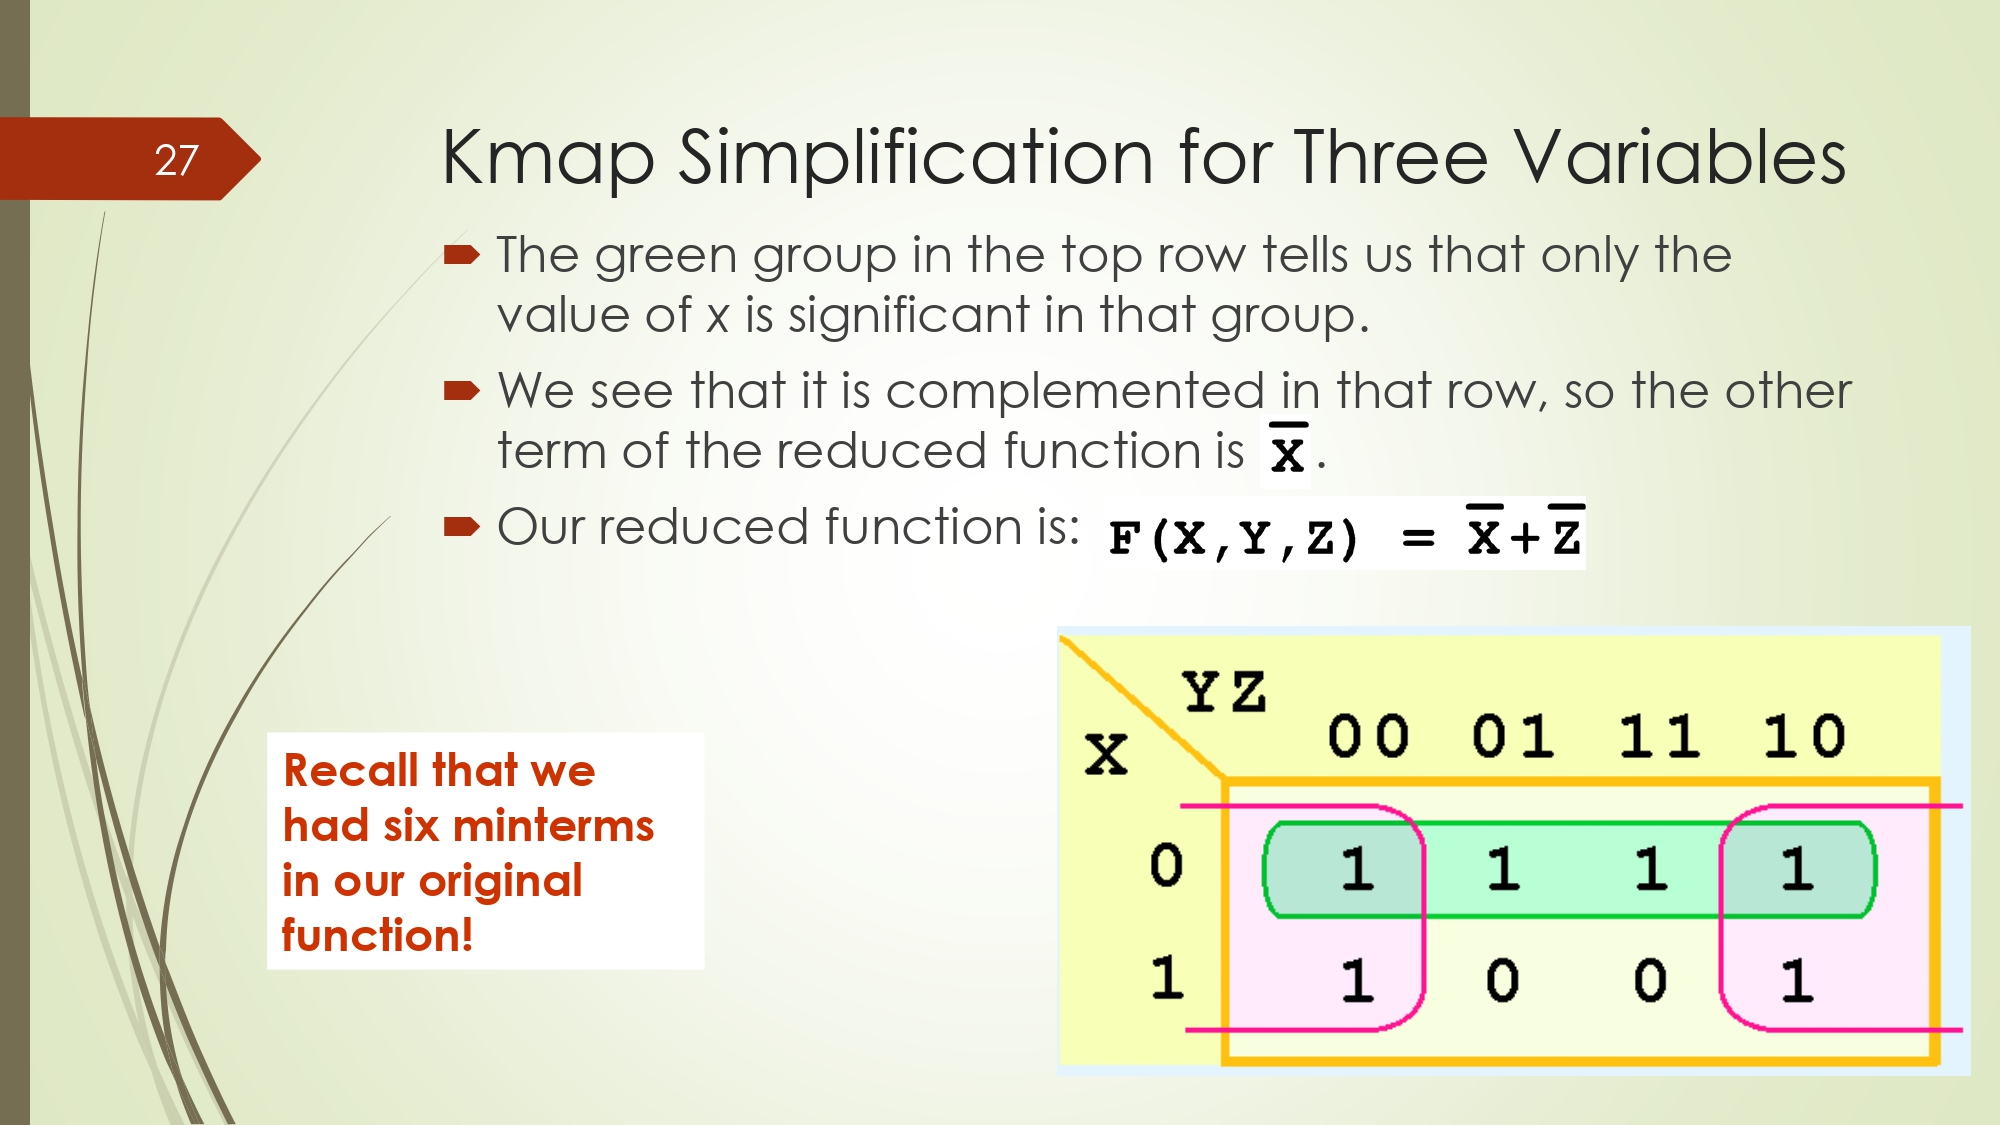 27
Kmap Simplification for Three Variables
The green group in the top row tells us that only the
value of x is significant in that group.
We see that it is complemented in that row, so the other
term of the reduced function is X̅ .
Our reduced function is: F(X,Y,Z) = X̅+Z̅
Recall that we
had six minterms
in our original
function!
YZ
X
00 01 11 10
0 1 1 1 1
1 1 0 0 1